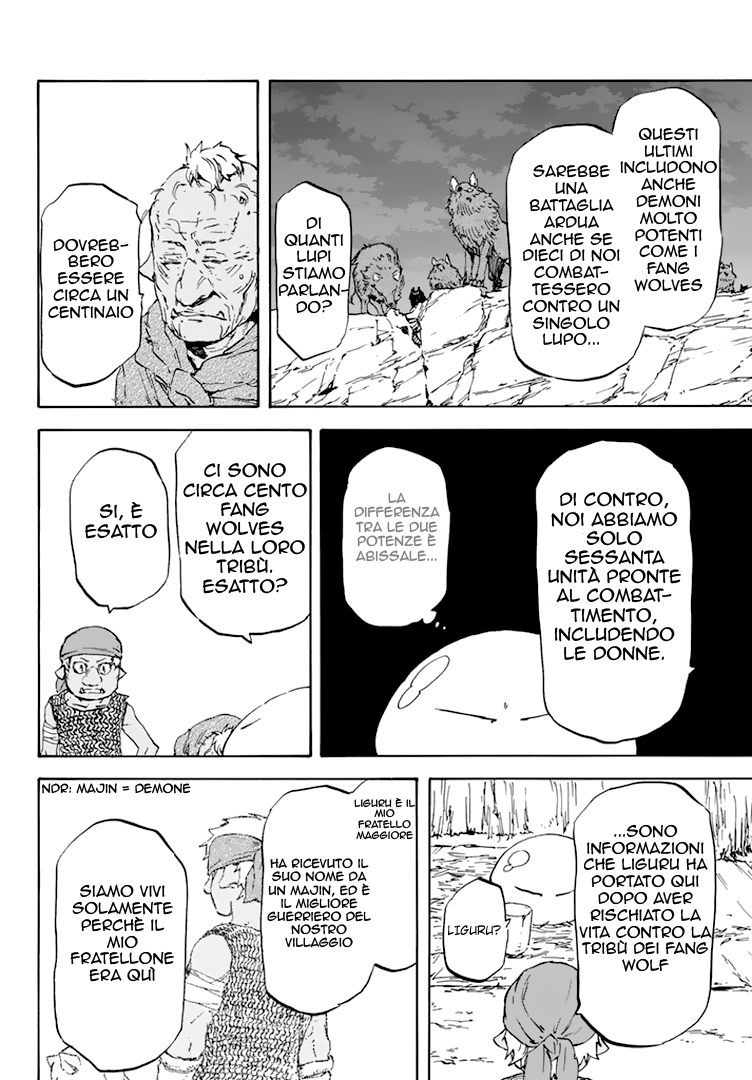 QUESTI
ULTIMI
INCLUDONO
ANCHE
DEMONI
MOLTO
POTENTI
COME I
FANG
WOLVES
SAREBBE
UNA
BATTAGLIA
ARDUA
ANCHE SE
DIECI DI NOI
COMBAT-
TESSERO
CONTRO UN
SINGOLO
LUPO...
DI
QUANTI
LUPI
STIAMO
PARLAN-
DO?
DOVREB-
BERO
ESSERE
CIRCA UN
CENTINAIO
DI CONTRO,
NOI ABBIAMO
SOLO
SESSANTA
UNITÀ PRONTE
AL COMBAT-
TIMENTO,
INCLUDENDO
LE DONNE.
LA
DIFFERENZA
TRA LE DUE
POTENZE È
ABISSALE...
CI SONO
CIRCA CENTO
FANG
WOLVES
NELLA LORO
TRIBÙ.
ESATTO?
SI, È
ESATTO
...SONO
INFORMAZIONI
CHE LIGURU HA
PORTATO QUI
DOPO AVER
RISCHIATO LA
VITA CONTRO LA
TRIBÙ DEI FANG
WOLF
LIGURU?
LIGURU È IL
MIO
FRATELLO
MAGGIORE
HA RICEVUTO IL
SUO NOME DA
UN MAJIN, ED È
IL MIGLIORE
GUERRIERO DEL
NOSTRO
VILLAGGIO
SIAMO VIVI
SOLAMENTE
PERCHÈ IL
MIO
FRATELLONE
ERA QUÌ
NDR: MAJIN = DEMONE